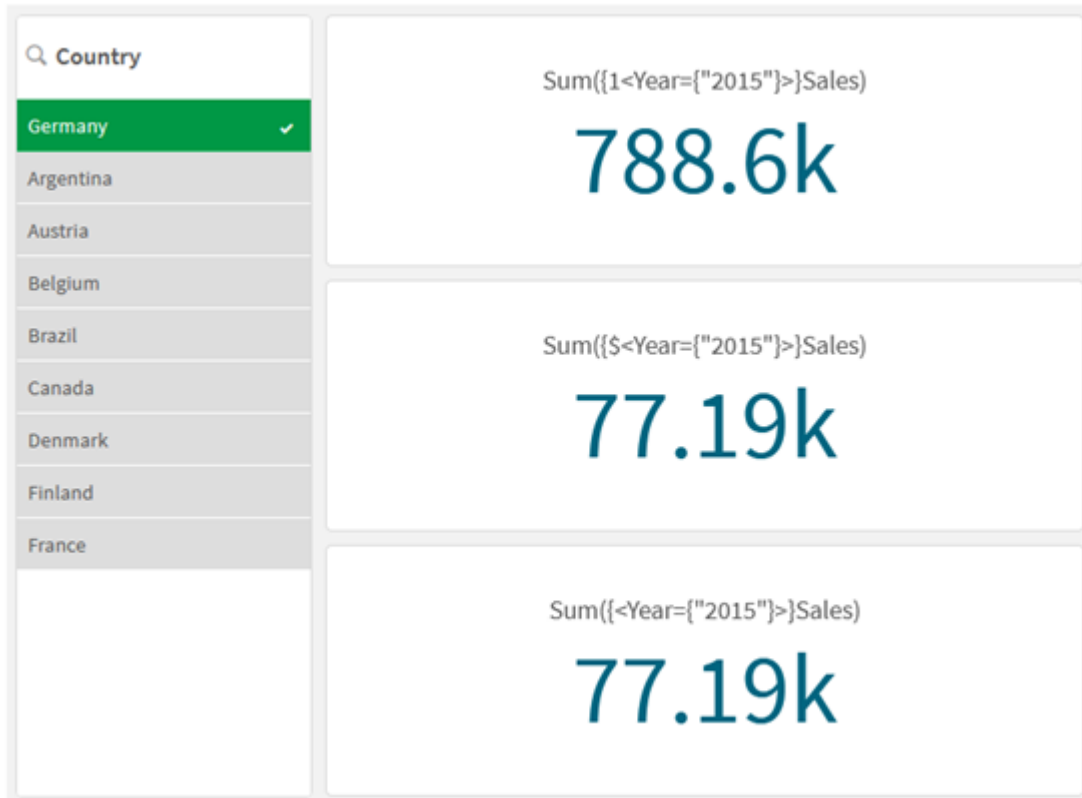 Country
Germany
Argentina
Austria
Belgium
Brazil
Canada
Denmark
Finland
France
Sum({1<Year={"2015"}>}Sales)
788.6k
Sum({$<Year={"2015"}>}Sales)
77.19k
Sum({<Year={"2015"}>}Sales)
77.19k